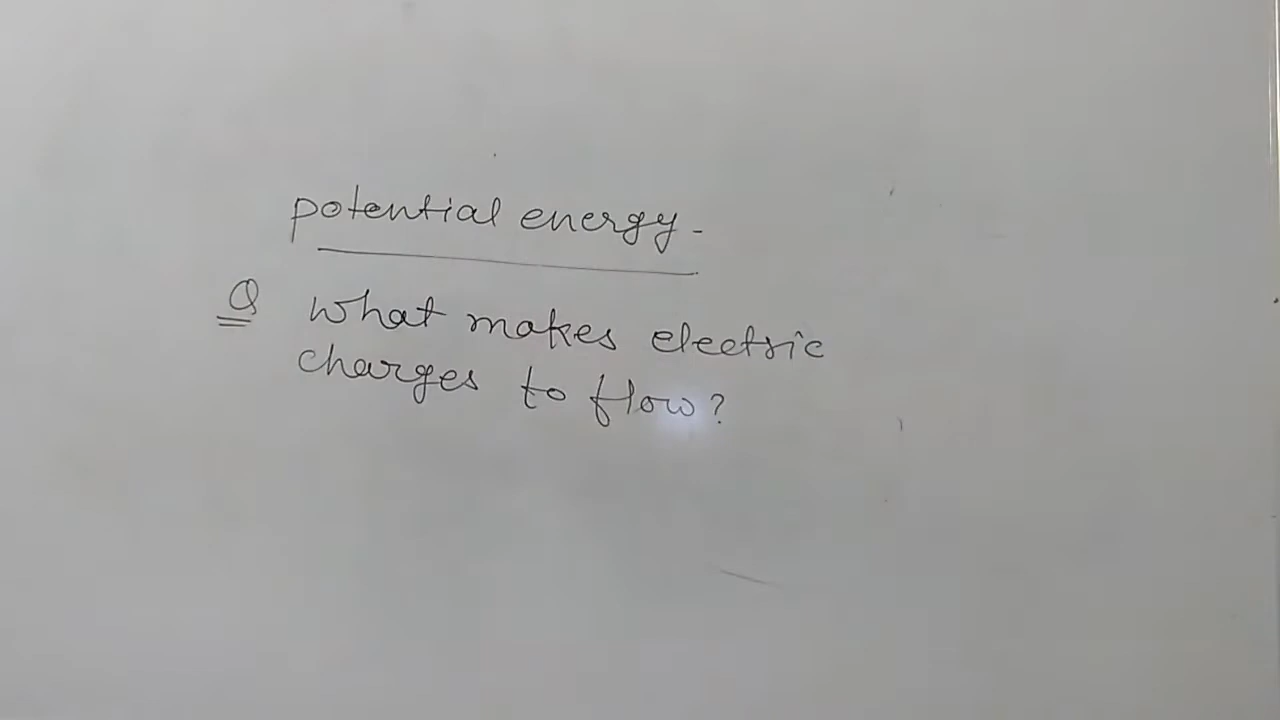 potential energy -
Q what makes electric
charges to flow?